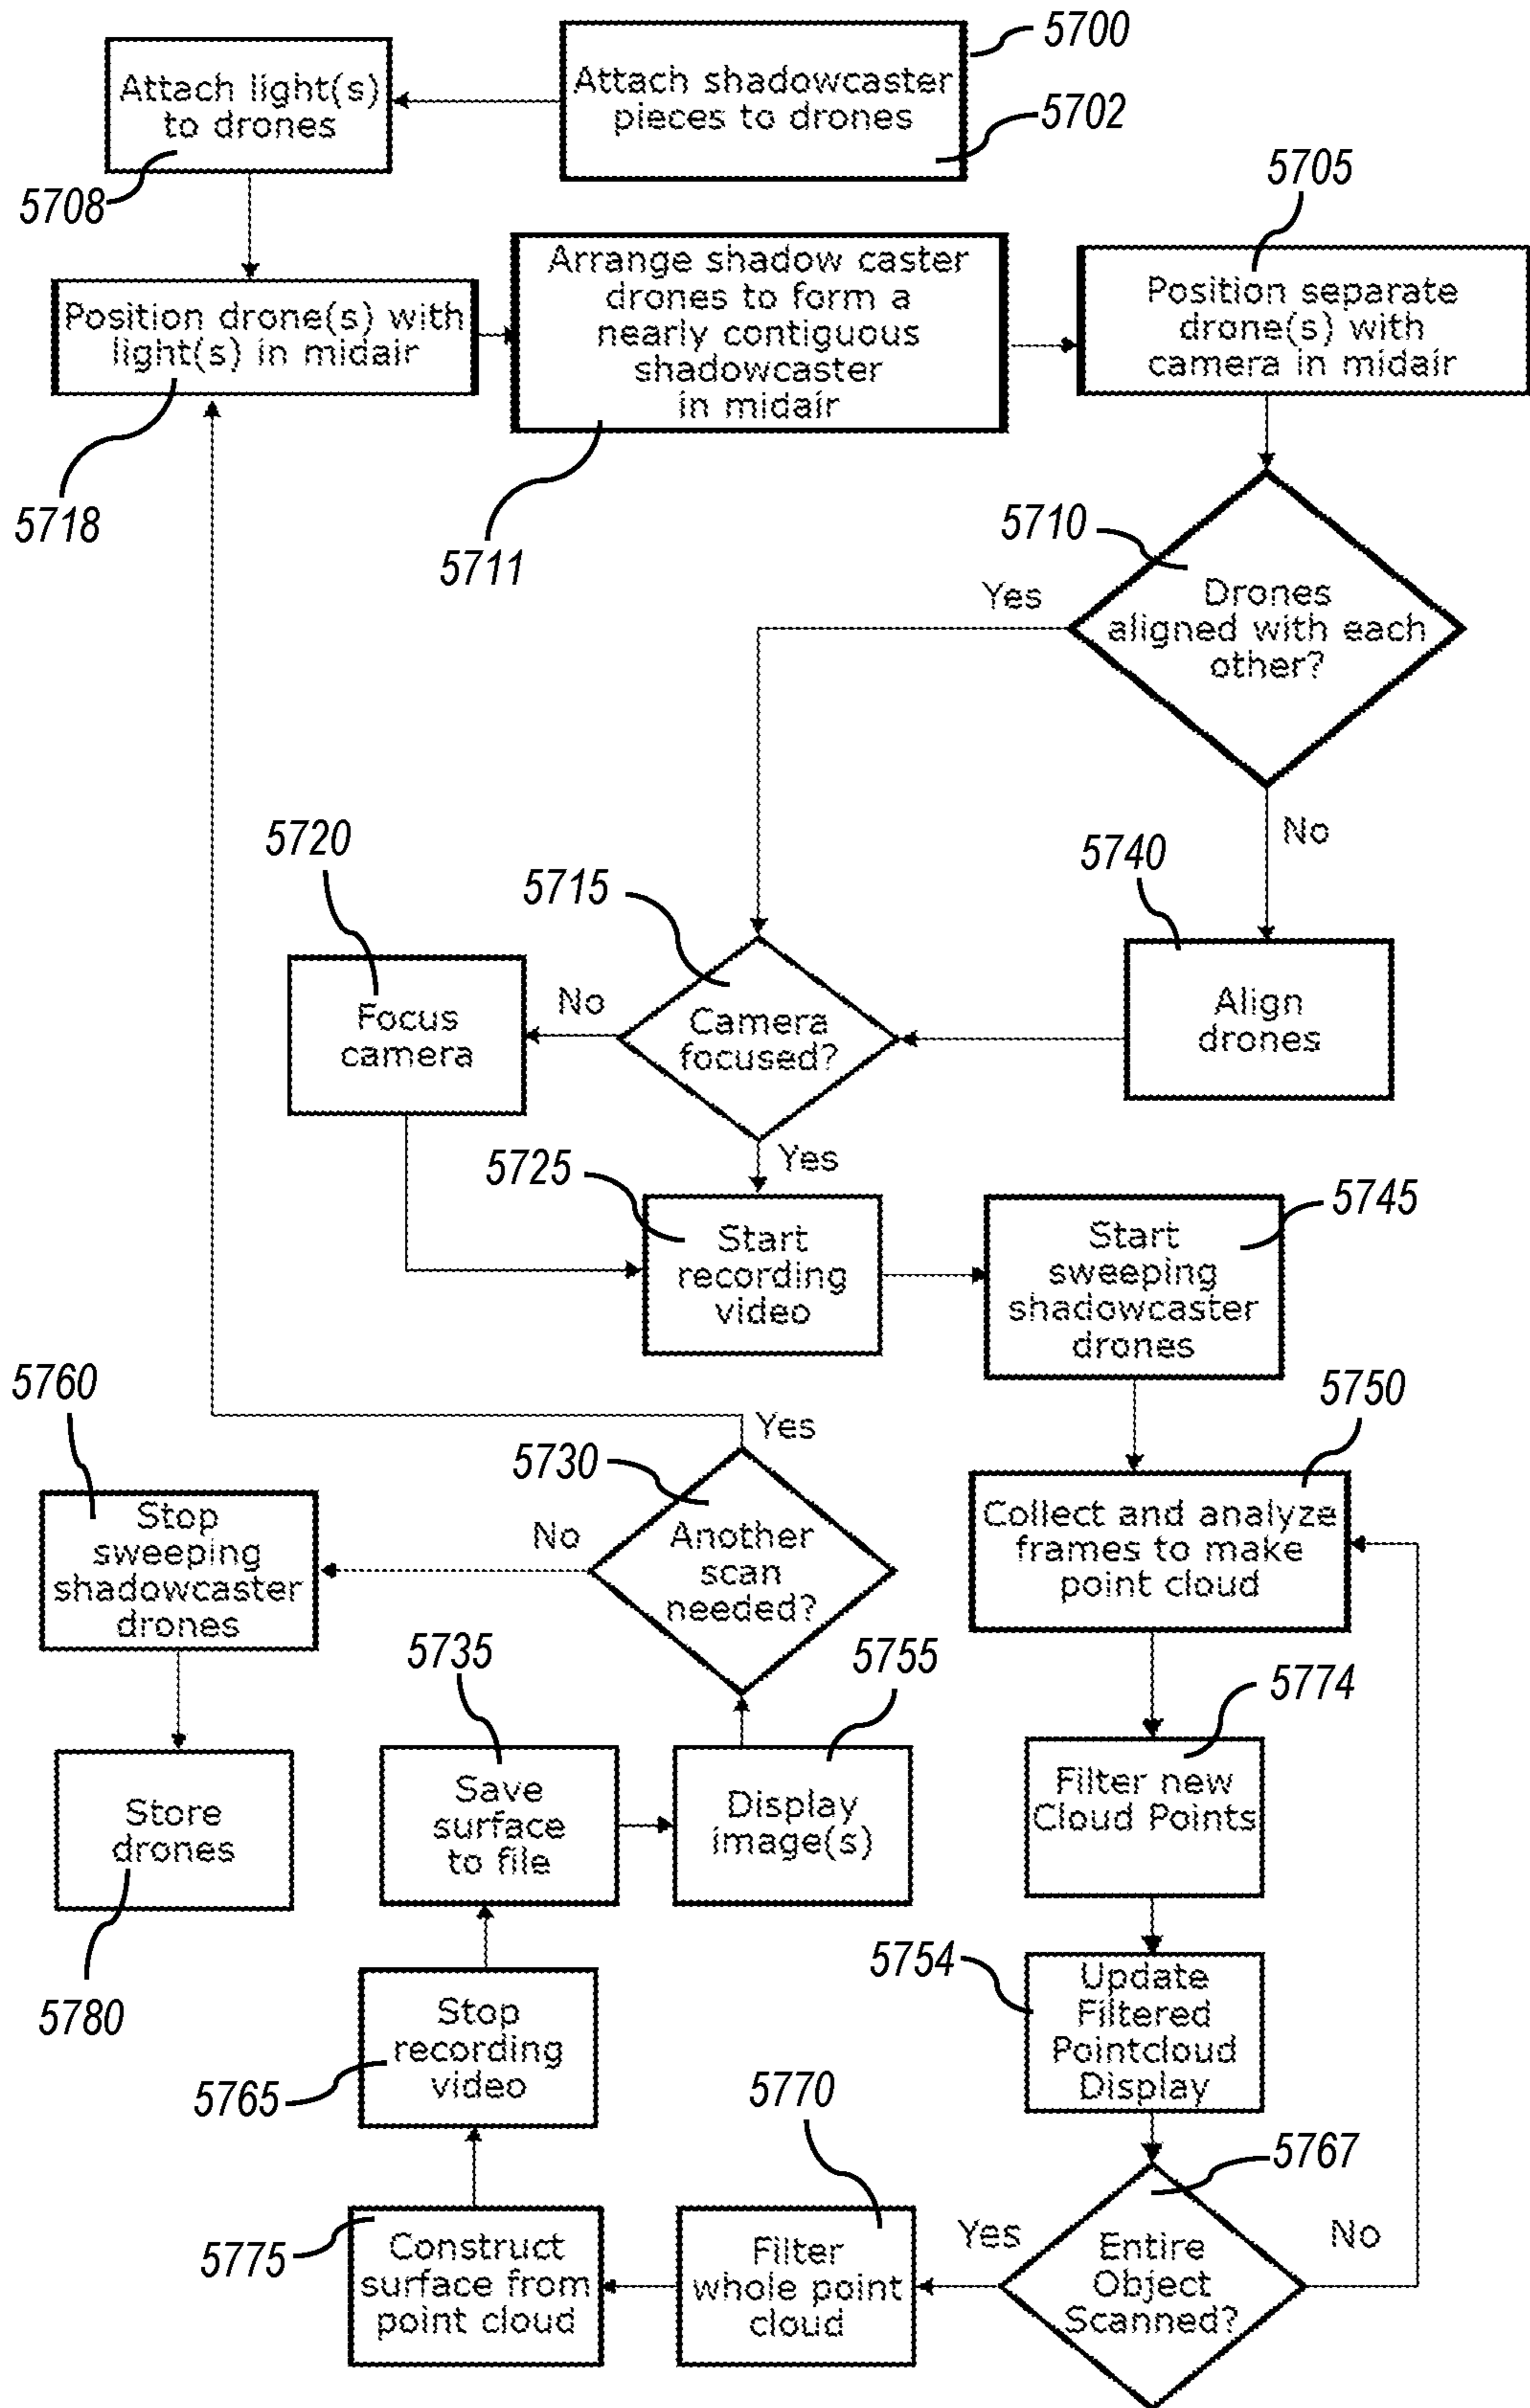 5700
Attach light(s)
to drones
Attach shadowcaster
pieces to drones
5702
5708
5705
Position drone(s) with
light(s) in midair
Arrange shadow caster
drones to form a
nearly contiguous
shadowcaster
in midair
Position separate
drone(s) with
camera in midair
5718
5711
5710
Yes
Drones
aligned with each
other?
No
5720
5715
5740
Focus
camera
No
Camera
focused?
Align
drones
Yes
5725
5745
Start
recording
video
Start
sweeping
shadowcaster
drones
5760
5750
Yes
5730
Stop
sweeping
shadowcaster
drones
No
Another
scan
needed?
Collect and analyze
frames to make
point cloud
5735
5755
5774
Store
drones
Save
surface
to file
Display
image(s)
Filter new
Cloud Points
5780
5754
Stop
recording
video
Update
Filtered
Pointcloud
Display
5765
5770
5767
5775
Construct
surface from
point cloud
Filter
whole point
cloud
Yes
Entire
Object
Scanned?
No